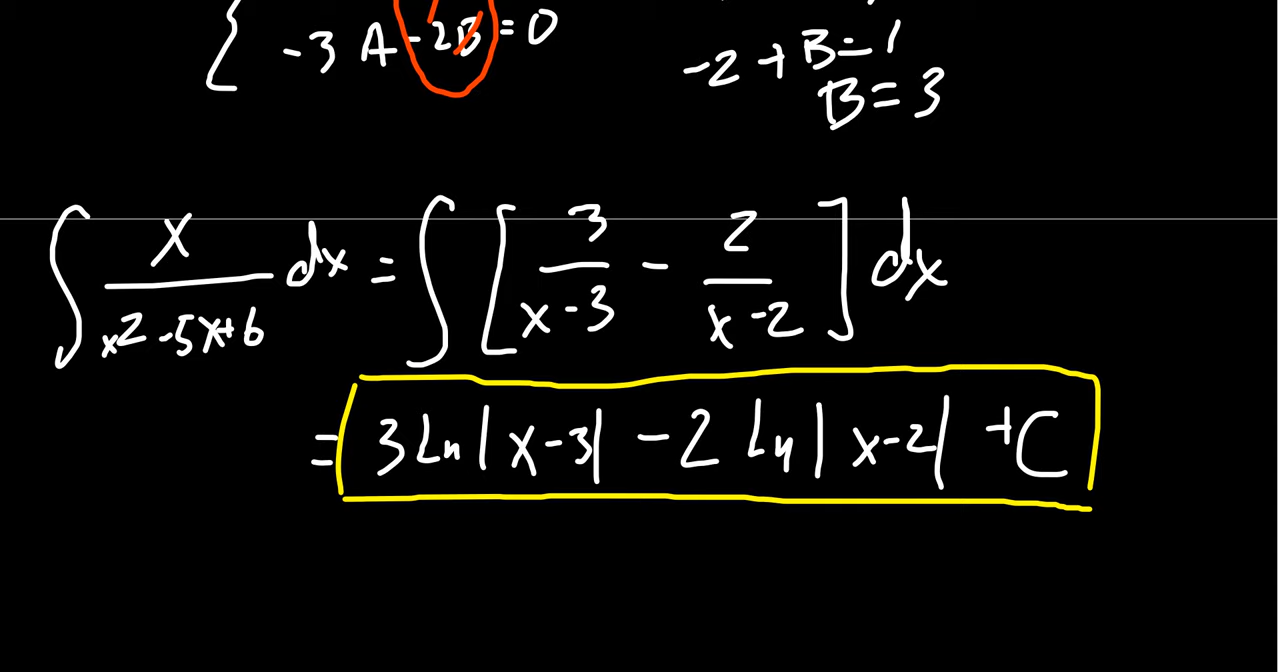 -3 A -2B = 0
-2 + B = 1
B = 3
∫ x/(x2 - 5x + 6) dx = ∫ [3/(x-3) - 2/(x-2)] dx
= 3 Ln |x-3| - 2 Ln |x-2| + C